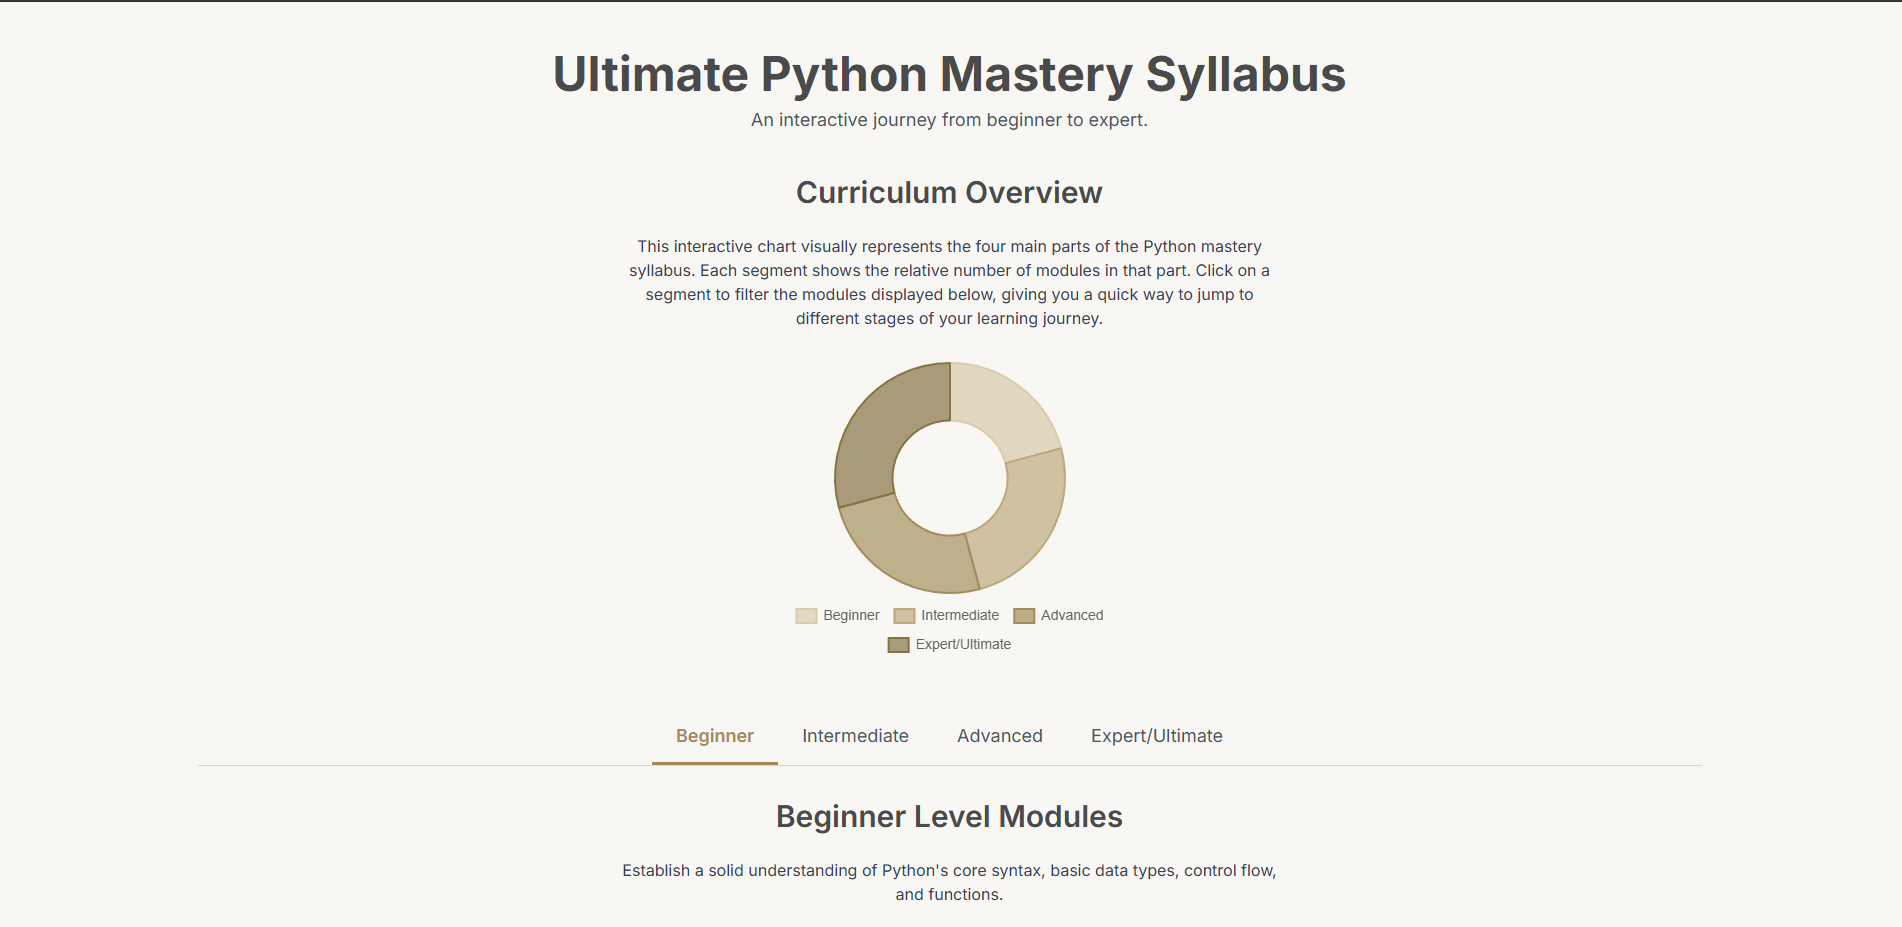 Ultimate Python Mastery Syllabus
An interactive journey from beginner to expert.
Curriculum Overview
This interactive chart visually represents the four main parts of the Python mastery
syllabus. Each segment shows the relative number of modules in that part. Click on a
segment to filter the modules displayed below, giving you a quick way to jump to
different stages of your learning journey.
Beginner Intermediate Advanced
Expert/Ultimate
Beginner Intermediate Advanced Expert/Ultimate
Beginner Level Modules
Establish a solid understanding of Python's core syntax, basic data types, control flow,
and functions.